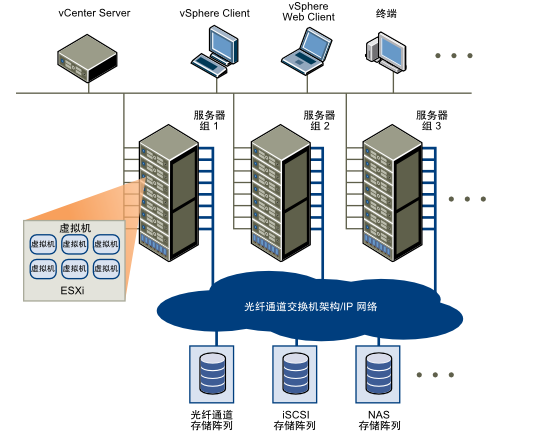 vCenter Server
vSphere Client
vSphere
Web Client
终端
服务器
组 1
服务器
组 2
服务器
组 3
虚拟机
虚拟机 虚拟机 虚拟机
虚拟机 虚拟机 虚拟机
ESXi
光纤通道交换机架构/IP 网络
光纤通道
存储阵列
iSCSI
存储阵列
NAS
存储阵列